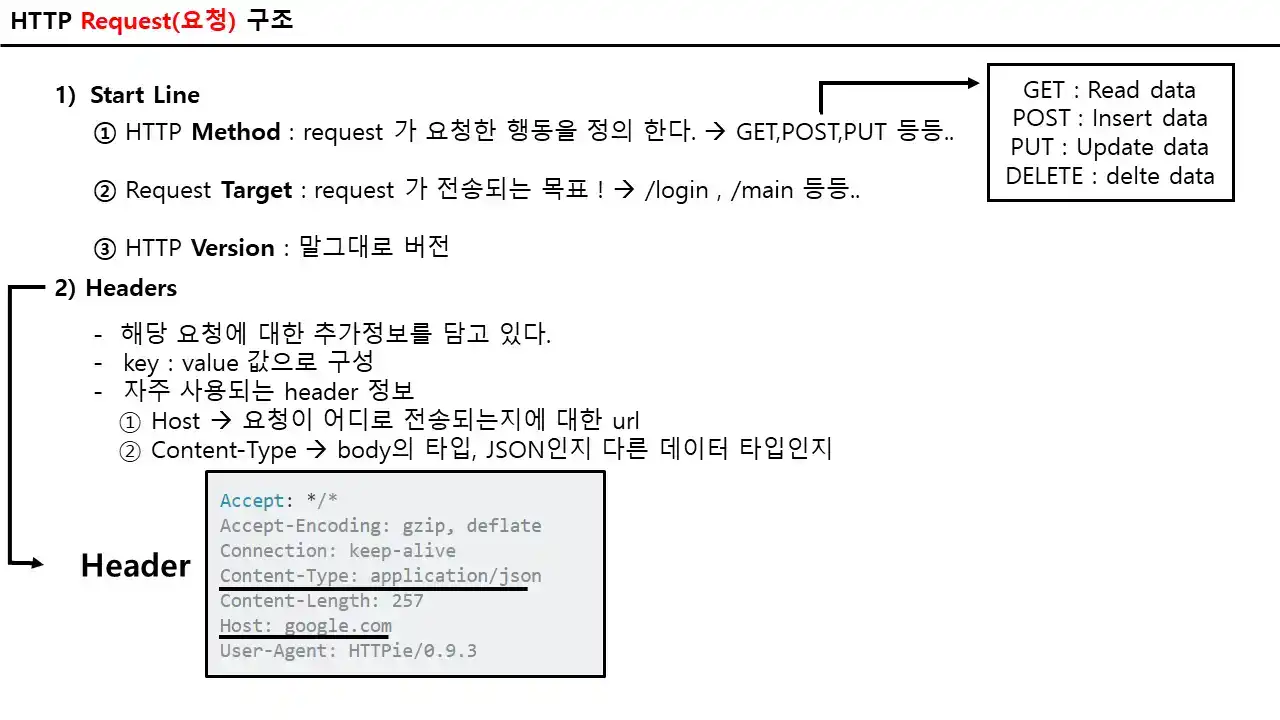 HTTP Request(요청) 구조
1) Start Line
① HTTP Method : request 가 요청한 행동을 정의 한다. → GET,POST,PUT 등등..
② Request Target : request 가 전송되는 목표 ! → /login , /main 등등..
③ HTTP Version : 말그대로 버전
GET : Read data
POST : Insert data
PUT : Update data
DELETE : delte data
2) Headers
- 해당 요청에 대한 추가정보를 담고 있다.
- key : value 값으로 구성
- 자주 사용되는 header 정보
① Host → 요청이 어디로 전송되는지에 대한 url
② Content-Type → body의 타입, JSON인지 다른 데이터 타입인지
Header
Accept: */*
Accept-Encoding: gzip, deflate
Connection: keep-alive
Content-Type: application/json
Content-Length: 257
Host: google.com
User-Agent: HTTPie/0.9.3